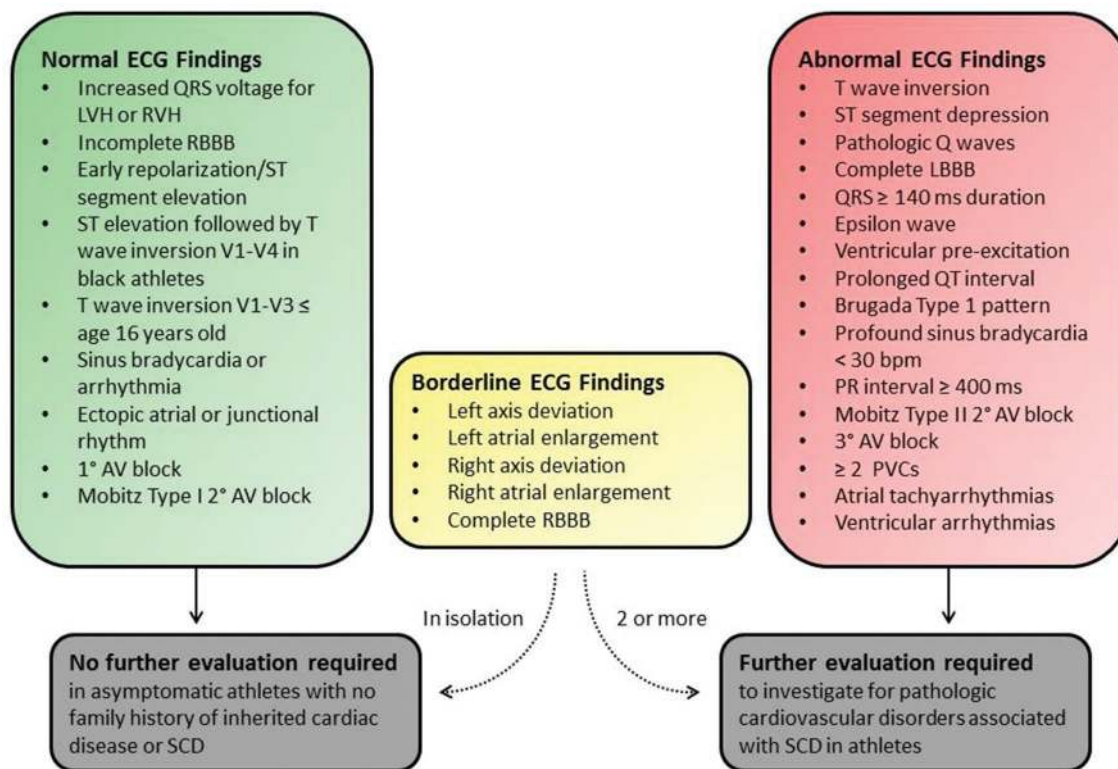 Normal ECG Findings
• Increased QRS voltage for
LVH or RVH
• Incomplete RBBB
• Early repolarization/ST
segment elevation
• ST elevation followed by T
wave inversion V1-V4 in
black athletes
• T wave inversion V1-V3 ≤
age 16 years old
• Sinus bradycardia or
arrhythmia
• Ectopic atrial or junctional
rhythm
• 1° AV block
• Mobitz Type I 2° AV block
Borderline ECG Findings
• Left axis deviation
• Left atrial enlargement
• Right axis deviation
• Right atrial enlargement
• Complete RBBB
Abnormal ECG Findings
• T wave inversion
• ST segment depression
• Pathologic Q waves
• Complete LBBB
• QRS ≥ 140 ms duration
• Epsilon wave
• Ventricular pre-excitation
• Prolonged QT interval
• Brugada Type 1 pattern
• Profound sinus bradycardia
< 30 bpm
• PR interval ≥ 400 ms
• Mobitz Type II 2° AV block
• 3° AV block
• ≥ 2 PVCs
• Atrial tachyarrhythmias
• Ventricular arrhythmias
In isolation
2 or more
No further evaluation required
in asymptomatic athletes with no
family history of inherited cardiac
disease or SCD
Further evaluation required
to investigate for pathologic
cardiovascular disorders associated
with SCD in athletes